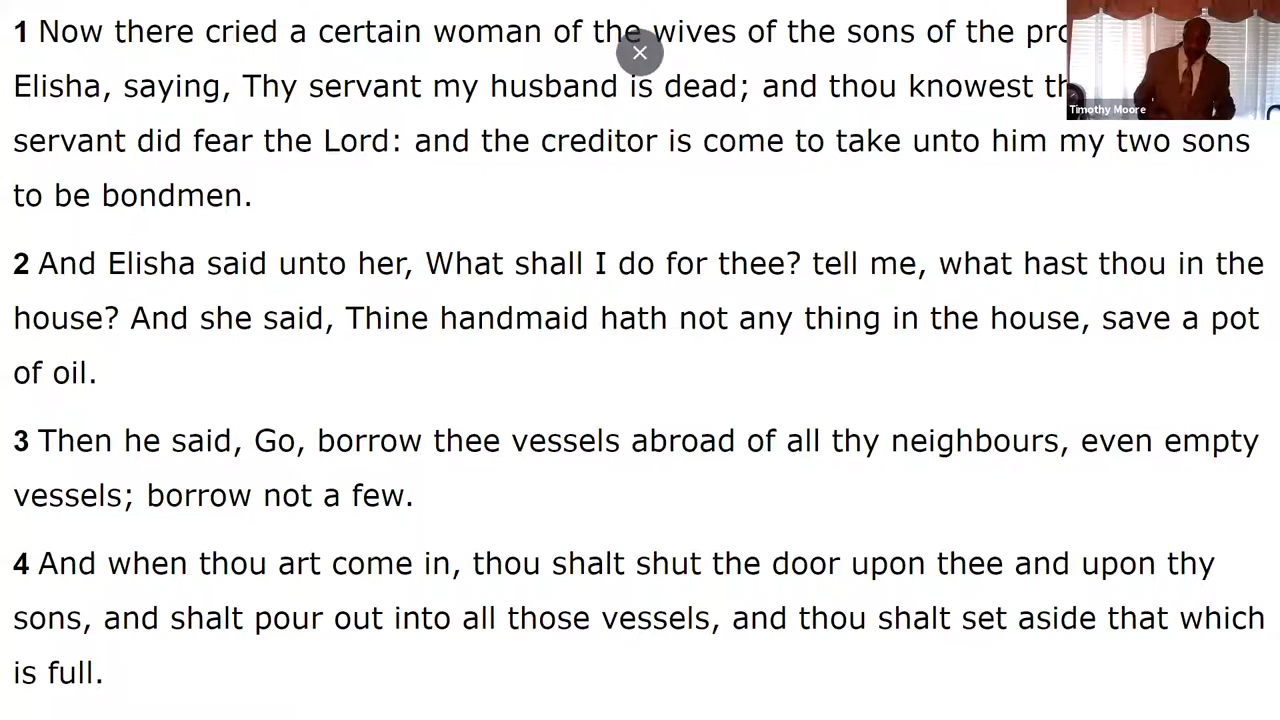 1 Now there cried a certain woman of the wives of the sons of the
Elisha, saying, Thy servant my husband is dead; and thou knowest
servant did fear the Lord: and the creditor is come to take unto him my two sons
to be bondmen.
2 And Elisha said unto her, What shall I do for thee? tell me, what hast thou in the
house? And she said, Thine handmaid hath not any thing in the house, save a pot
of oil.
3 Then he said, Go, borrow thee vessels abroad of all thy neighbours, even empty
vessels; borrow not a few.
4 And when thou art come in, thou shalt shut the door upon thee and upon thy
sons, and shalt pour out into all those vessels, and thou shalt set aside that which
is full.
Timothy Moore